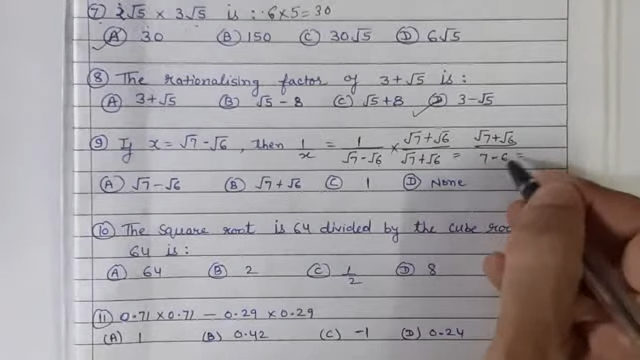 ⑦ 2√5 × 3√5 is : 6×5=30
Ⓐ 30 Ⓑ 150 Ⓒ 30√5 Ⓓ 6√5
⑧ The rationalising factor of 3+√5 is :
Ⓐ 3+√5 Ⓑ √5 - 8 Ⓒ √5+8 Ⓓ 3-√5
⑨ If x = √7-√6, then 1/x = 1/(√7-√6) × (√7+√6)/(√7+√6) = (√7+√6)/(7-6) =
Ⓐ √7-√6 Ⓑ √7+√6 Ⓒ 1 Ⓓ None
⑩ The square root is 64 divided by the cube
64 is :
Ⓐ 64 Ⓑ 2 Ⓒ 1/2 Ⓓ 8
⑪ 0.71 × 0.71 - 0.29 × 0.29
(A) 1 (B) 0.42 (C) -1 (D) 0.24